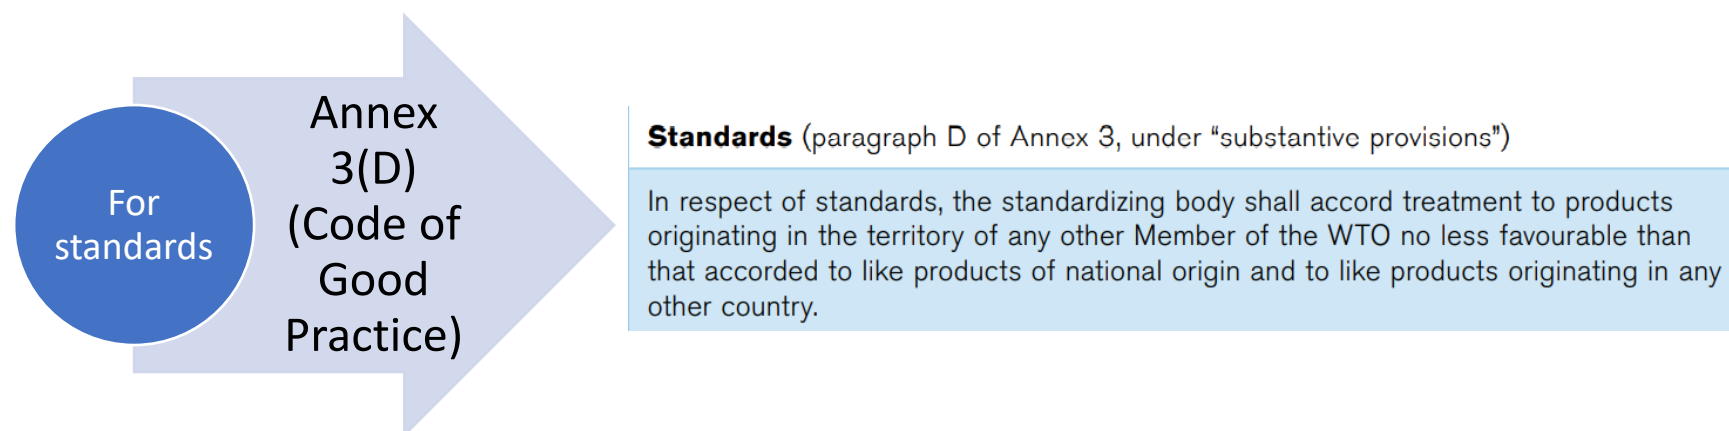 For
standards
Annex
3(D)
(Code of
Good
Practice)
Standards (paragraph D of Annex 3, under “substantive provisions”)
In respect of standards, the standardizing body shall accord treatment to products
originating in the territory of any other Member of the WTO no less favourable than
that accorded to like products of national origin and to like products originating in any
other country.